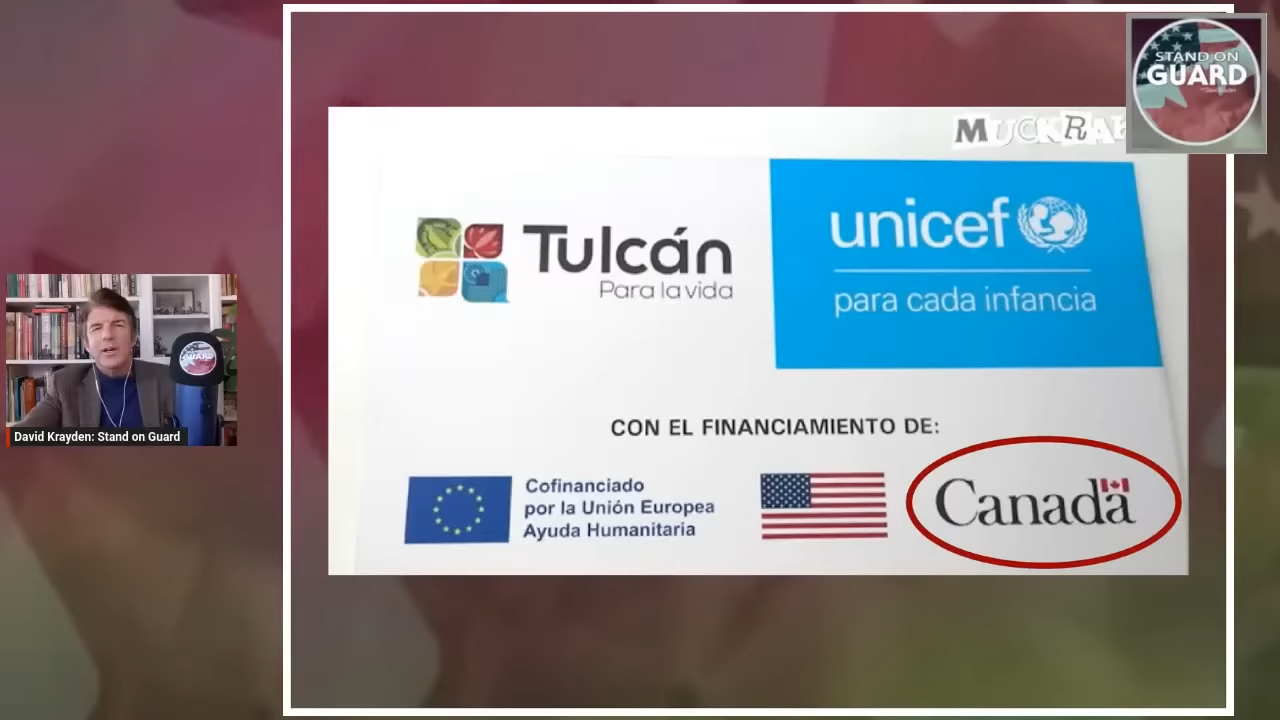 STAND ON
GUARD
Tulcán
Para la vida
unicef
para cada infancia
CON EL FINANCIAMIENTO DE:
Cofinanciado
por la Unión Europea
Ayuda Humanitaria
Canada
GUARD
David Krayden: Stand on Guard